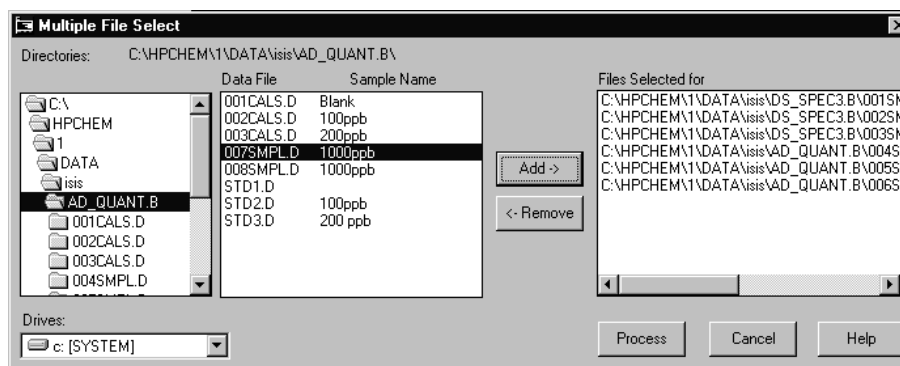 Multiple File Select
Directories: C:\HPCHEM\1\DATA\isis\AD_QUANT.B\
Data File Sample Name
Files Selected for
C:\
HPCHEM
1
DATA
isis
AD_QUANT.B
001CALS.D
002CALS.D
003CALS.D
004SMPL.D
001CALS.D Blank
002CALS.D 100ppb
003CALS.D 200ppb
007SMPL.D 1000ppb
008SMPL.D 1000ppb
STD1.D
STD2.D 100ppb
STD3.D 200 ppb
Add ->
<- Remove
C:\HPCHEM\1\DATA\isis\DS_SPEC3.B\001SM
C:\HPCHEM\1\DATA\isis\DS_SPEC3.B\002SM
C:\HPCHEM\1\DATA\isis\DS_SPEC3.B\003SM
C:\HPCHEM\1\DATA\isis\AD_QUANT.B\004S
C:\HPCHEM\1\DATA\isis\AD_QUANT.B\005S
C:\HPCHEM\1\DATA\isis\AD_QUANT.B\006S
Drives:
c: [SYSTEM]
Process
Cancel
Help